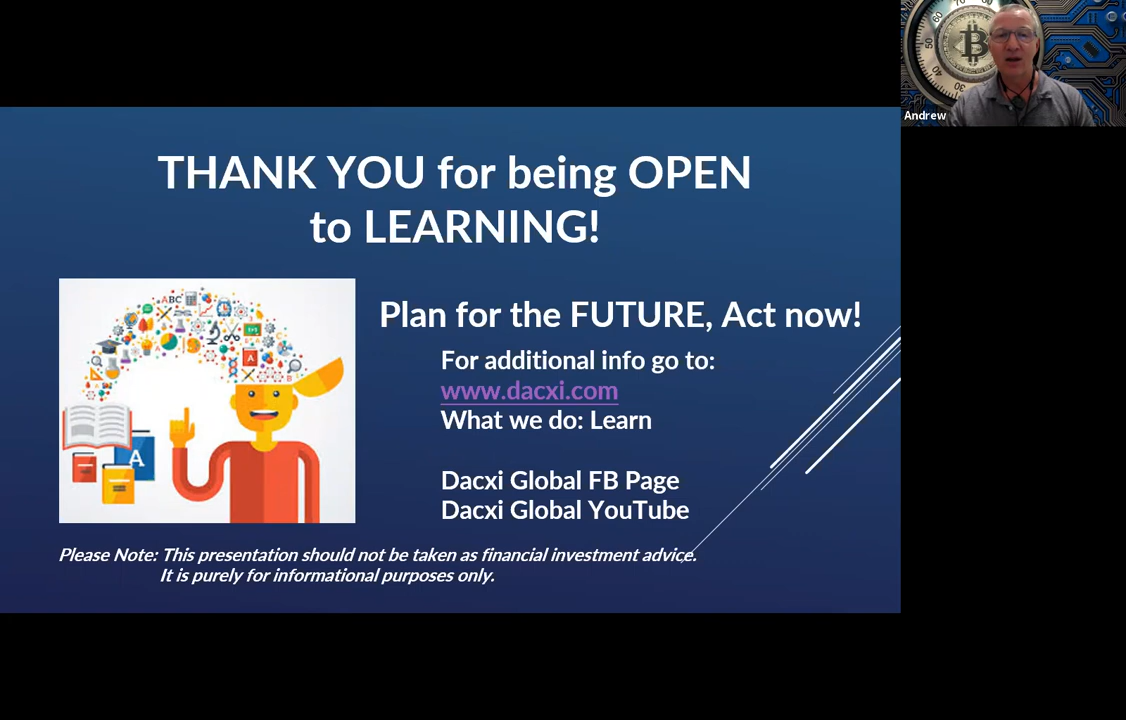 Andrew
THANK YOU for being OPEN
to LEARNING!
Plan for the FUTURE, Act now!
For additional info go to:
www.dacxi.com
What we do: Learn
Dacxi Global FB Page
Dacxi Global YouTube
ABC
A
A
B
Please Note: This presentation should not be taken as financial investment advice.
It is purely for informational purposes only.